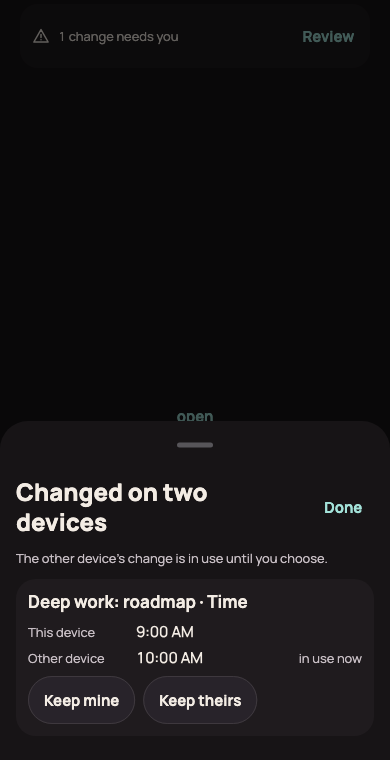 1 change needs you
Review
open
Changed on two
devices
Done
The other device's change is in use until you choose.
Deep work: roadmap · Time
This device 9:00 AM
Other device 10:00 AM in use now
Keep mine Keep theirs